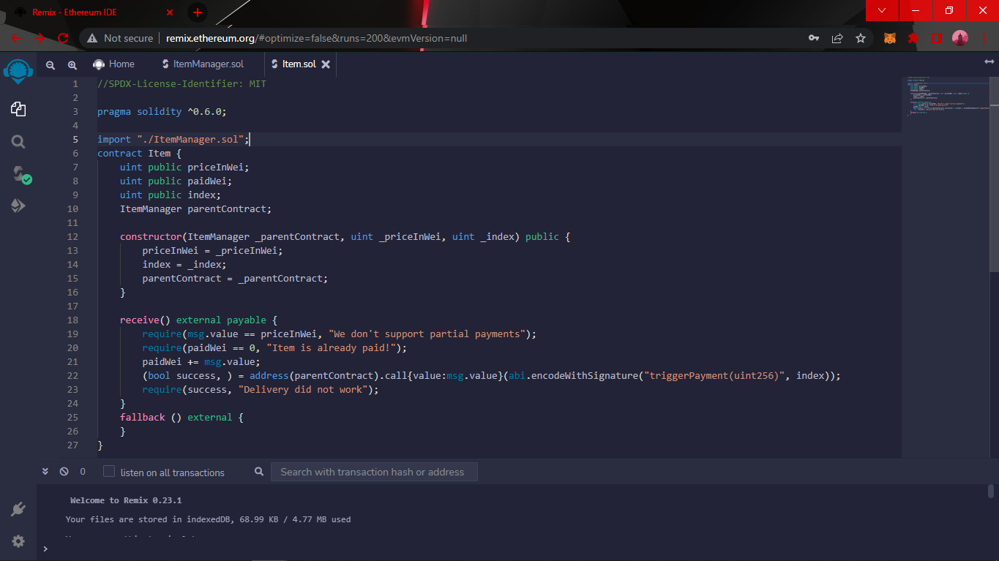 Remix - Ethereum IDE
Not secure
remix.ethereum.org/#optimize=false&runs=200&evmVersion=null
Home
ItemManager.sol
Item.sol
1 //SPDX-License-Identifier: MIT
2
3 pragma solidity ^0.6.0;
4
5 import "./ItemManager.sol";
6 contract Item {
7 uint public priceInWei;
8 uint public paidWei;
9 uint public index;
10 ItemManager parentContract;
11
12 constructor(ItemManager _parentContract, uint _priceInWei, uint _index) public {
13 priceInWei = _priceInWei;
14 index = _index;
15 parentContract = _parentContract;
16 }
17
18 receive() external payable {
19 require(msg.value == priceInWei, "We don't support partial payments");
20 require(paidWei == 0, "Item is already paid!");
21 paidWei += msg.value;
22 (bool success, ) = address(parentContract).call{value:msg.value}(abi.encodeWithSignature("triggerPayment(uint256)", index));
23 require(success, "Delivery did not work");
24 }
25 fallback () external {
26 }
27 }
0
listen on all transactions
Search with transaction hash or address
Welcome to Remix 0.23.1
Your files are stored in indexedDB, 68.99 KB / 4.77 MB used
>